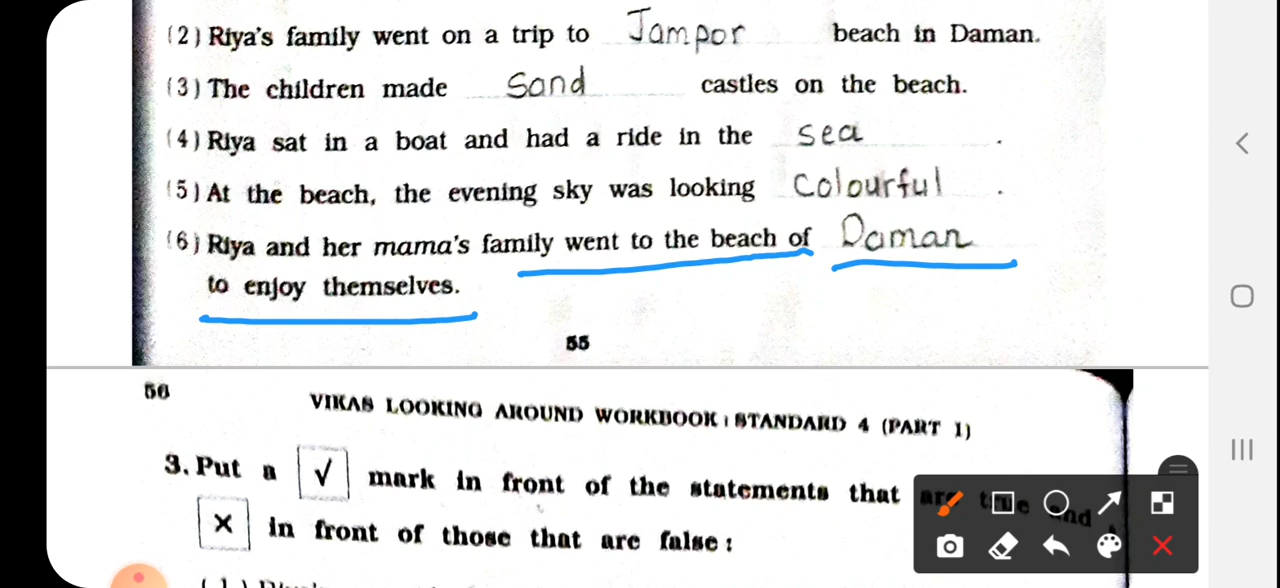 (2) Riya's family went on a trip to Jampor beach in Daman.
(3) The children made Sand castles on the beach.
(4) Riya sat in a boat and had a ride in the sea.
(5) At the beach, the evening sky was looking Colourful.
(6) Riya and her mama's family went to the beach of Daman
to enjoy themselves.
55
56 VIKAS LOOKING AROUND WORKBOOK : STANDARD 4 (PART 1)
3. Put a √ mark in front of the statements that are true and
× in front of those that are false :